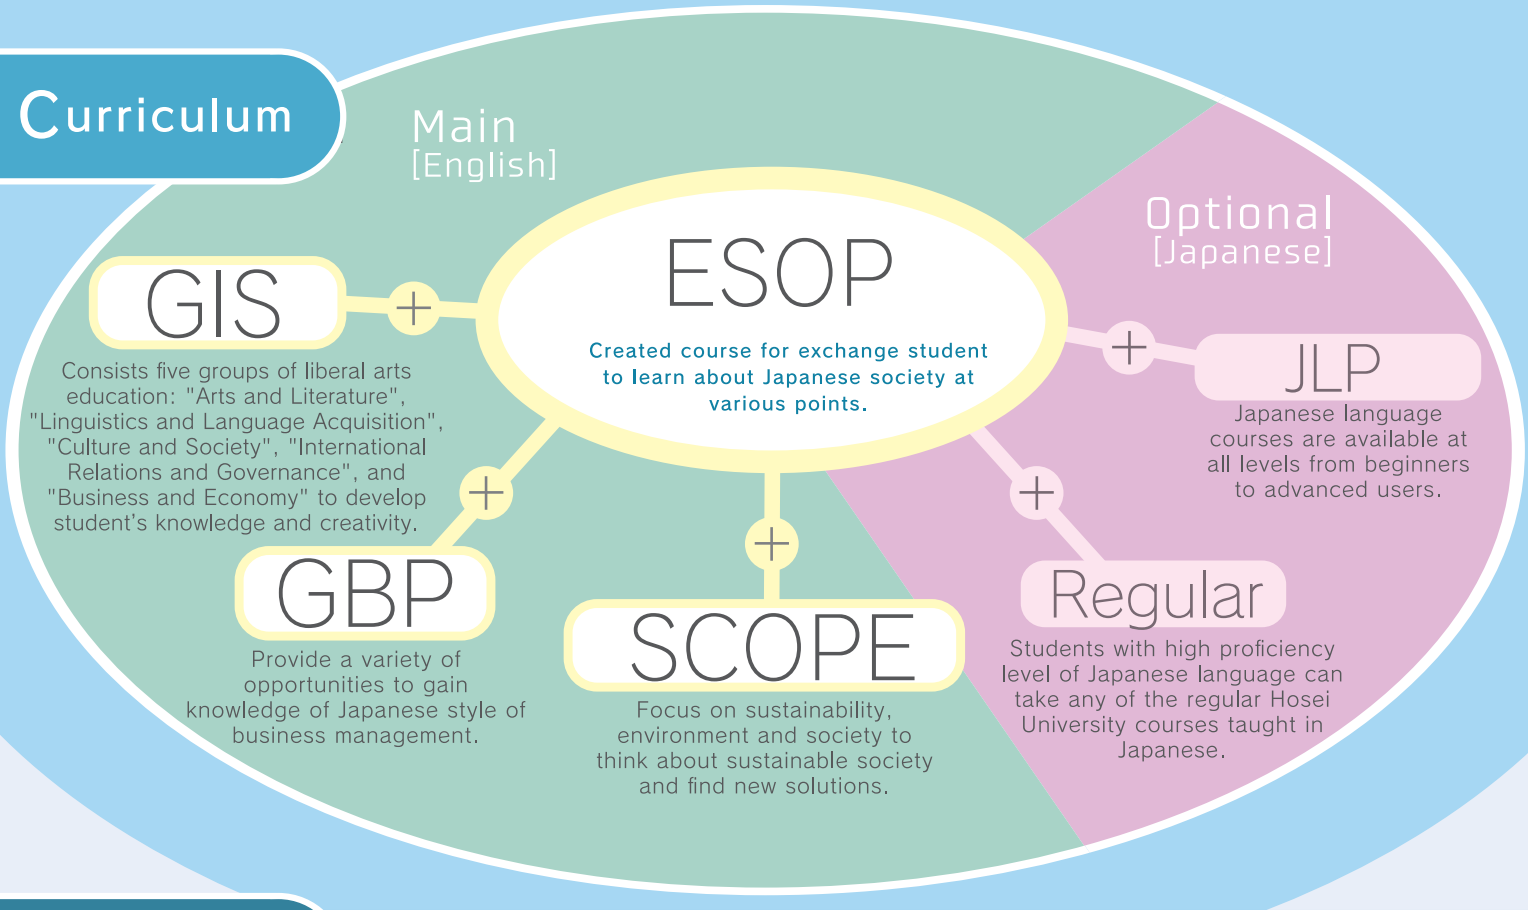 Curriculum
Main
[English]
Optional
[Japanese]
ESOP
Created course for exchange student
to learn about Japanese society at
various points.
GIS
Consists five groups of liberal arts
education: "Arts and Literature",
"Linguistics and Language Acquisition",
"Culture and Society", "International
Relations and Governance", and
"Business and Economy" to develop
student's knowledge and creativity.
+
GBP
Provide a variety of
opportunities to gain
knowledge of Japanese style of
business management.
+
SCOPE
Focus on sustainability,
environment and society to
think about sustainable society
and find new solutions.
+
JLP
Japanese language
courses are available at
all levels from beginners
to advanced users.
+
Regular
Students with high proficiency
level of Japanese language can
take any of the regular Hosei
University courses taught in
Japanese.
+